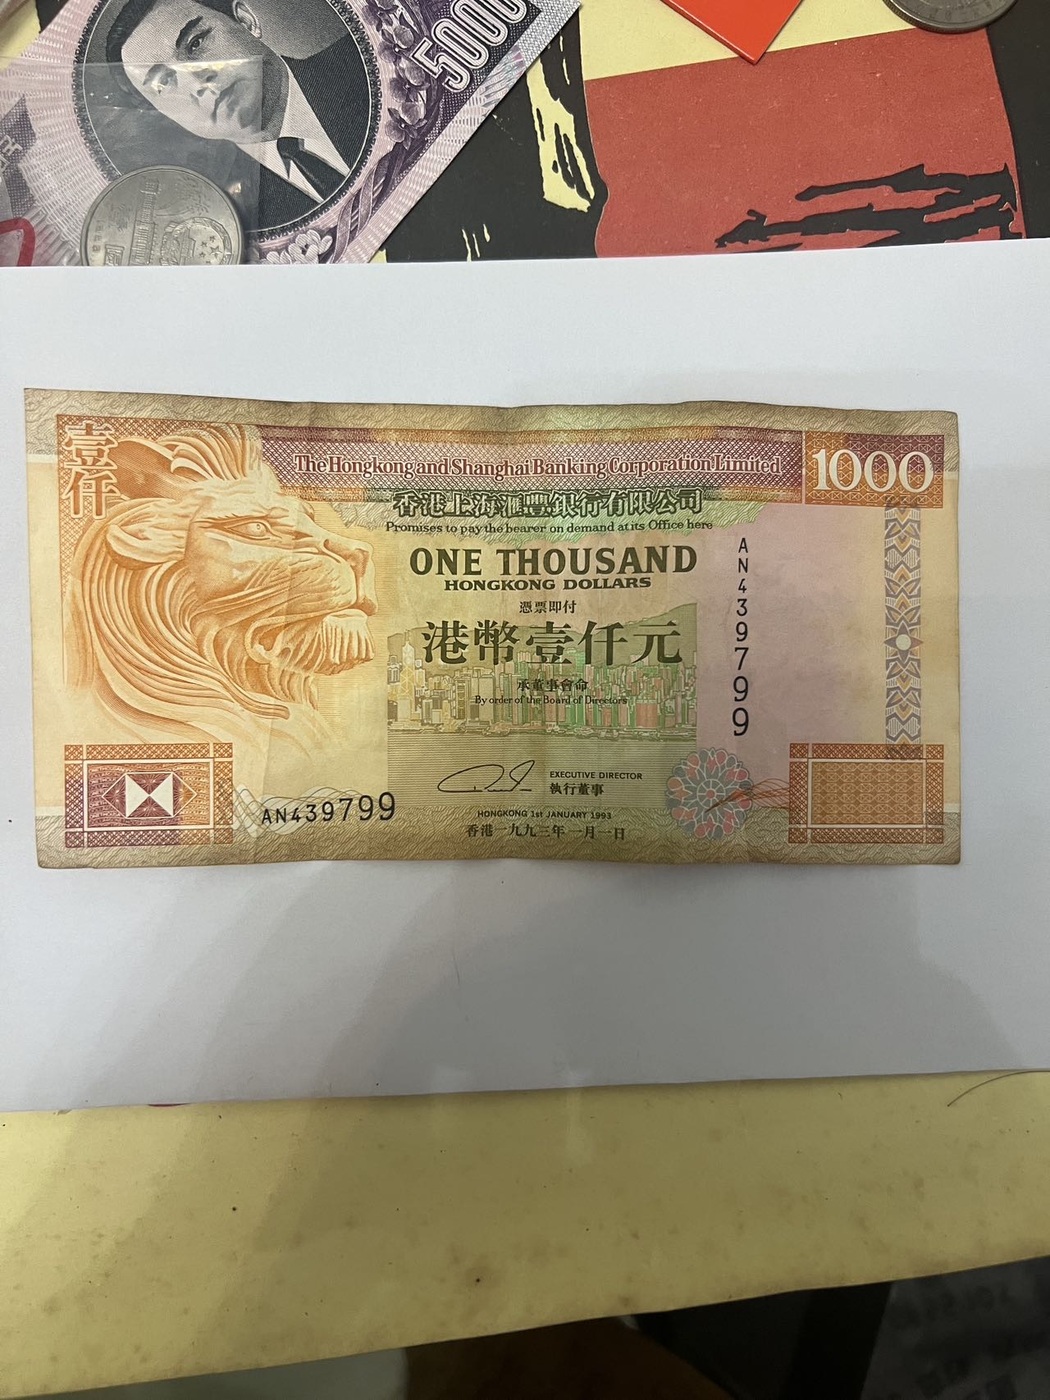 5000
壹仟
The Hongkong and Shanghai Banking Corporation Limited
1000
香港上海滙豐銀行有限公司
Promises to pay the bearer on demand at its Office here
ONE THOUSAND
HONGKONG DOLLARS
憑票即付
港幣壹仟元
承董事會命
By order of the Board of Directors
AN439799
EXECUTIVE DIRECTOR
執行董事
AN439799
HONGKONG 1st JANUARY 1993
香港一九九三年一月一日